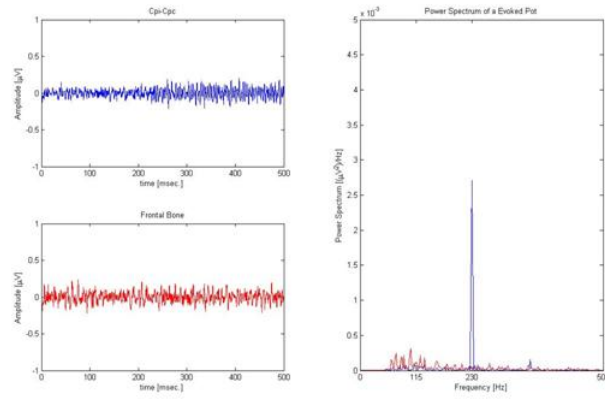 Cpi-Cpc
1
0.5
0
-0.5
-1
Amplitude [µV]
0 100 200 300 400 500
time [msec.]
Frontal Bone
1
0.5
0
-0.5
-1
Amplitude [µV]
0 100 200 300 400 500
time [msec.]
Power Spectrum of a Evoked Pot
x 10⁻³
5
4.5
4
3.5
3
2.5
2
1.5
1
0.5
0
Power Spectrum [(µV²)/Hz]
0 115 230 50
Frequency [Hz]